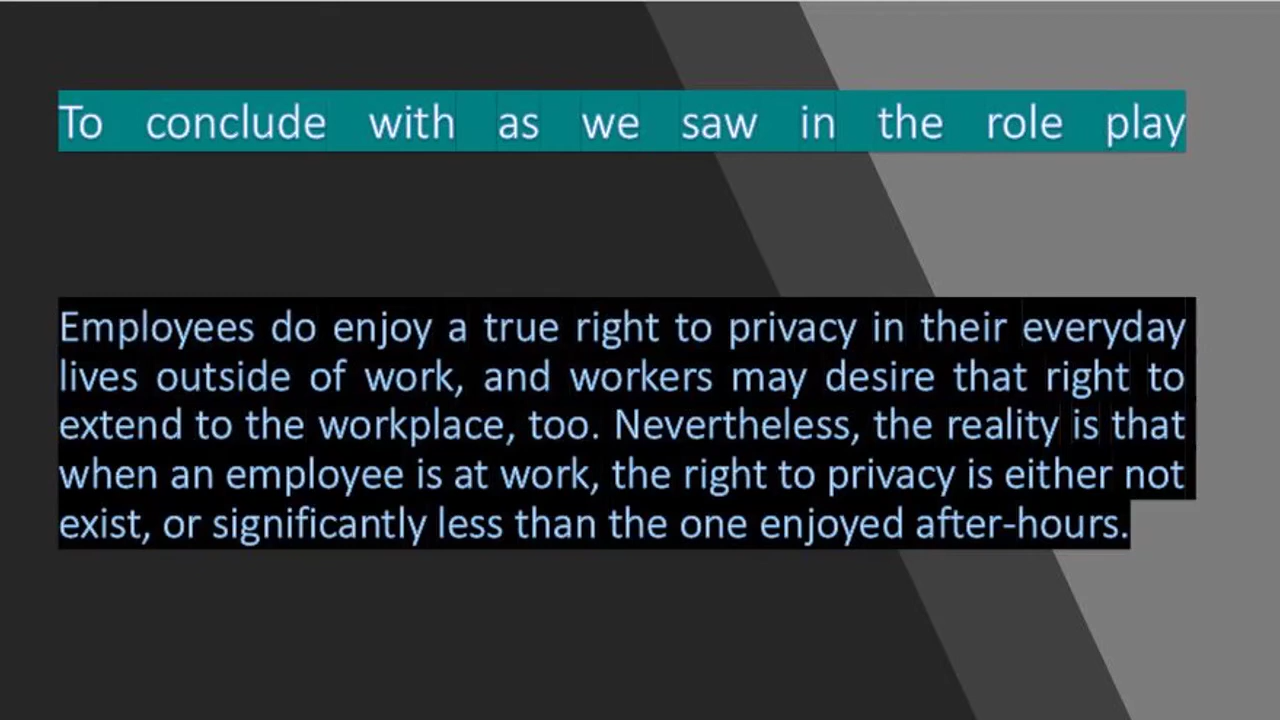 To conclude with as we saw in the role play
Employees do enjoy a true right to privacy in their everyday
lives outside of work, and workers may desire that right to
extend to the workplace, too. Nevertheless, the reality is that
when an employee is at work, the right to privacy is either not
exist, or significantly less than the one enjoyed after-hours.